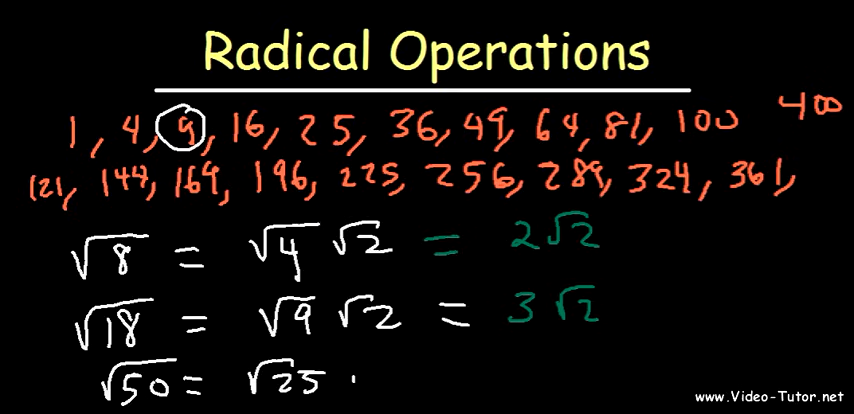 Radical Operations
1, 4, 9, 16, 25, 36, 49, 64, 81, 100 400
121, 144, 169, 196, 225, 256, 289, 324, 361,
√8 = √4 √2 = 2√2
√18 = √9 √2 = 3√2
√50 = √25 ·
www.Video-Tutor.net